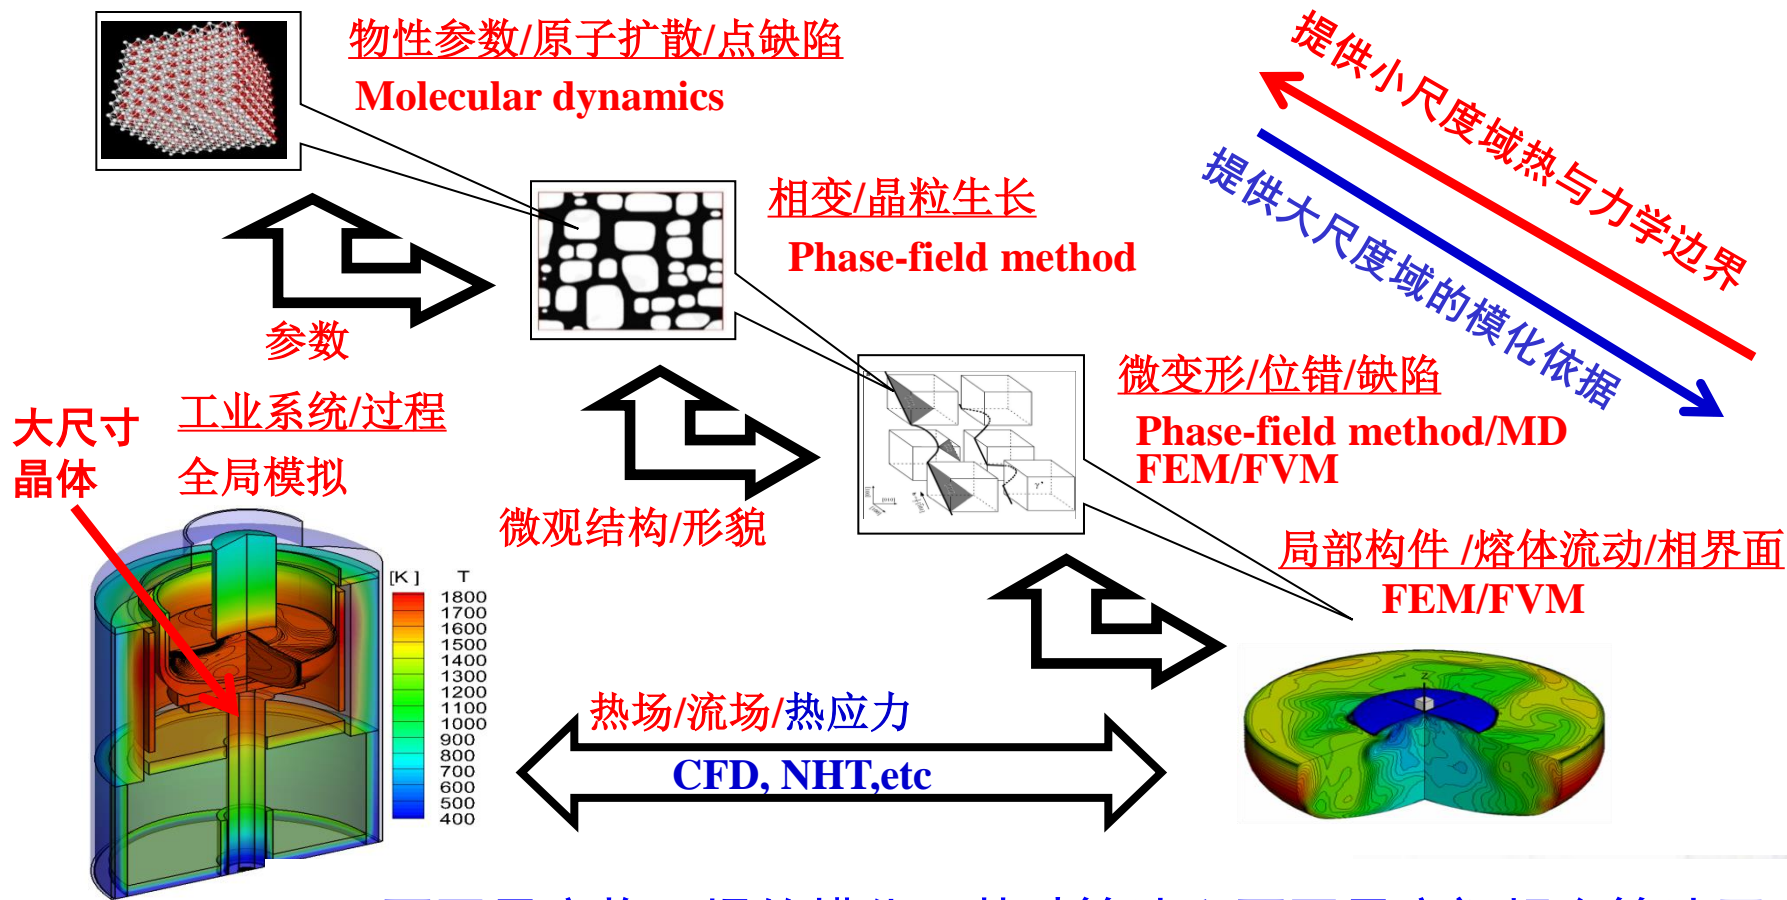 物性参数/原子扩散/点缺陷
Molecular dynamics
提供小尺度域热与力学边界
提供大尺度域的模化依据
相变/晶粒生长
Phase-field method
参数
微变形/位错/缺陷
Phase-field method/MD
FEM/FVM
工业系统/过程
全局模拟
大尺寸
晶体
微观结构/形貌
局部构件 /熔体流动/相界面
FEM/FVM
[K] T
1800
1700
1600
1500
1400
1300
1200
1100
1000
900
800
700
600
500
400
热场/流场/热应力
CFD, NHT,etc
Z